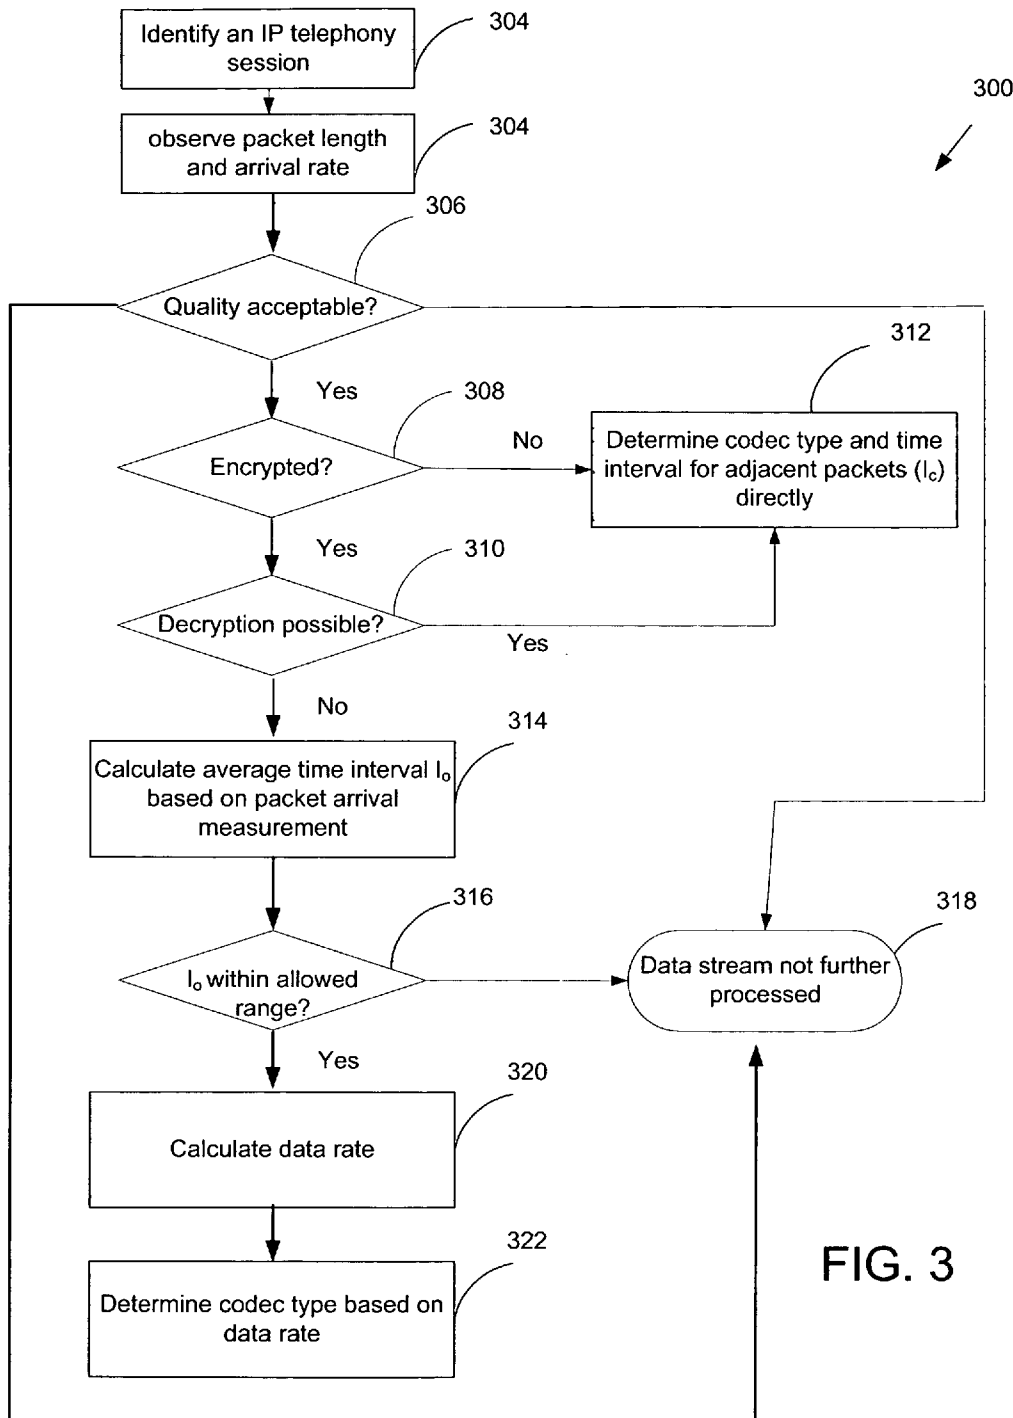 Identify an IP telephony
session
304
300
observe packet length
and arrival rate
304
306
Quality acceptable?
312
Yes
308
No
Determine codec type and time
interval for adjacent packets (Ic)
directly
Encrypted?
Yes
310
Decryption possible?
Yes
No
314
Calculate average time interval Io
based on packet arrival
measurement
316
318
Io within allowed
range?
Data stream not further
processed
Yes
320
Calculate data rate
322
Determine codec type based on
data rate
FIG. 3